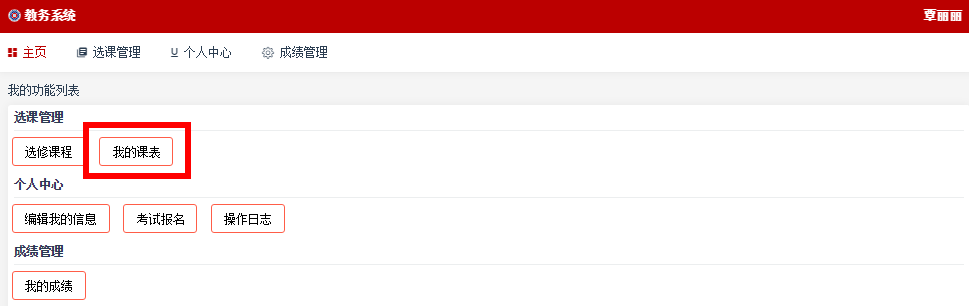 教务系统 覃丽丽
主页 选课管理 个人中心 成绩管理
我的功能列表
选课管理
选修课程 我的课表
个人中心
编辑我的信息 考试报名 操作日志
成绩管理
我的成绩